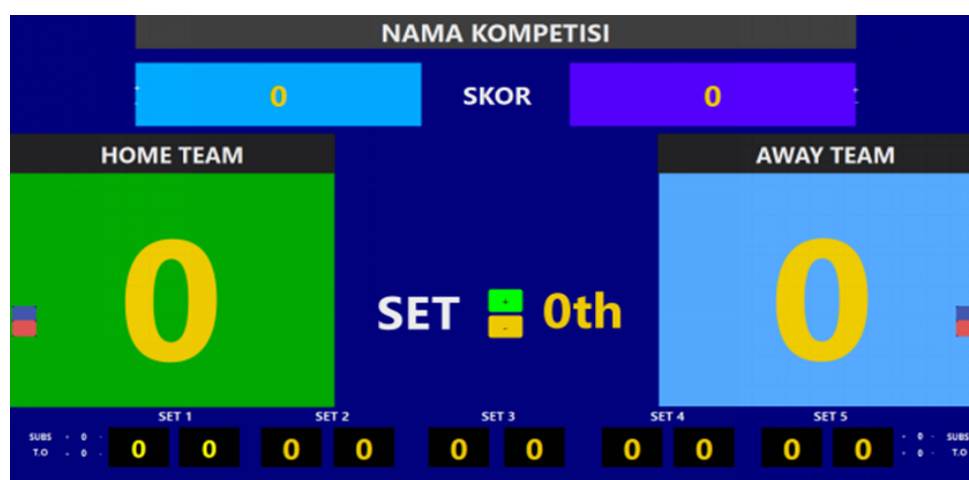 NAMA KOMPETISI
0 SKOR 0
HOME TEAM AWAY TEAM
0 0
SET + - 0th
SET 1 SET 2 SET 3 SET 4 SET 5
SUBS - 0 - 0 0 0 0 0 0 0 0 0 0 - 0 - SUBS
T.O - 0 - - 0 - T.O